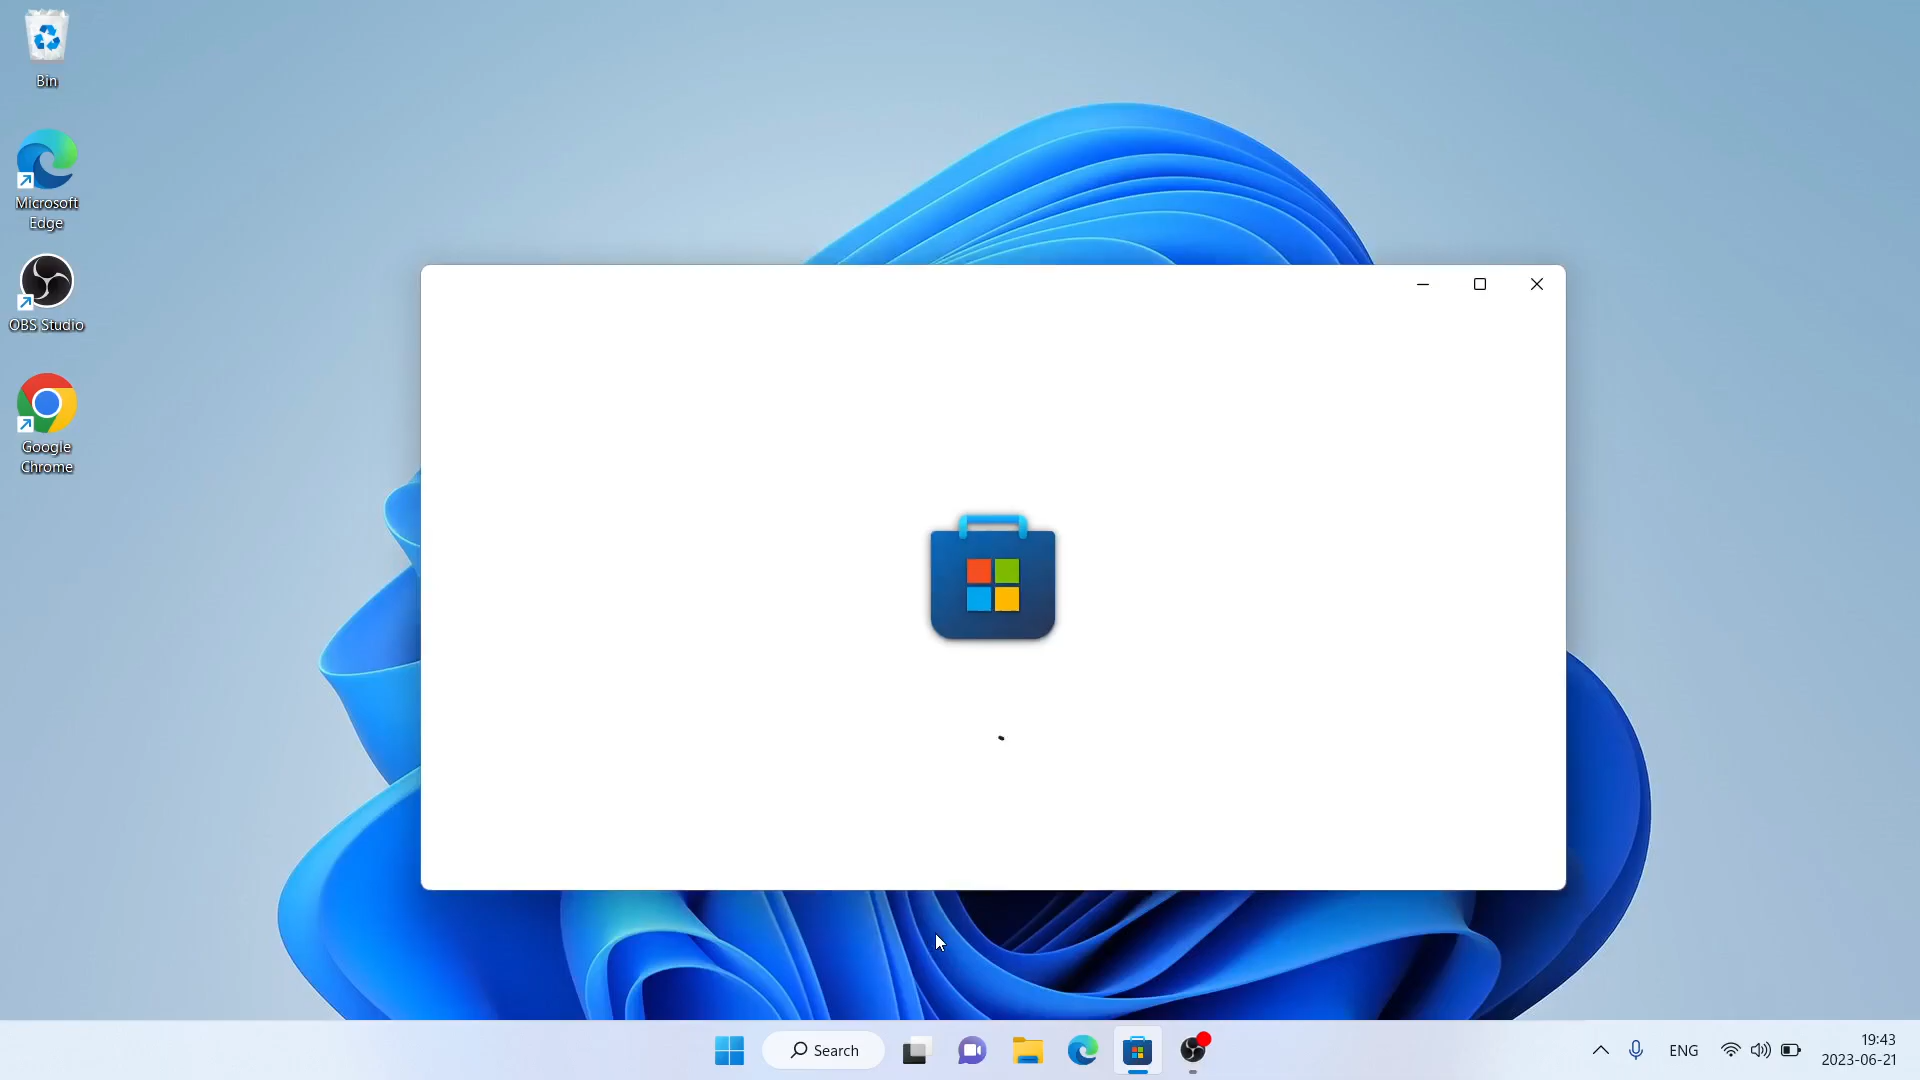 Bin
Microsoft
Edge
OBS Studio
Google
Chrome
Search
ENG
19:43
2023-06-21